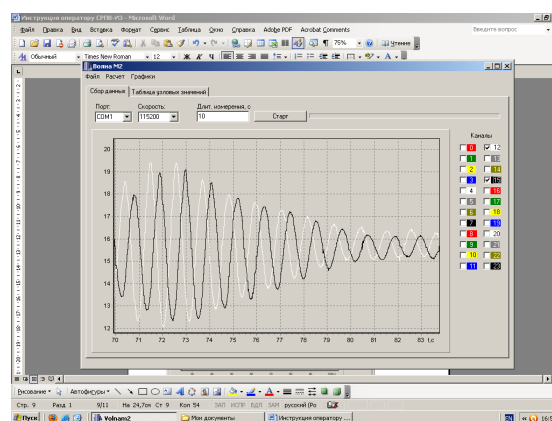 Инструкция оператору СРПВ-ИЗ - Microsoft Word
Файл Правка Вид Вставка Формат Сервис Таблица Окно Справка Adobe PDF Acrobat Comments Введите вопрос
75% Чтение
Обычный Times New Roman 12 Ж К Ч
Волна М2
Файл Расчет Графики
Сбор данных Таблица узловых значений
Порт: Скорость: Длит. измерения, с
COM1 115200 10 Старт
Каналы
0 12
1 13
2 14
3 15
4 16
5 17
6 18
7 19
8 20
9 21
10 22
11 23
20
19
18
17
16
15
14
13
12
70 71 72 73 74 75 76 77 78 79 80 81 82 83 t,c
Рисование Автофигуры
Стр. 9 Разд 1 9/11 На 24,7см Ст 9 Кол 54 ЗАП ИСПР ВДЛ ЗАМ русский (Ро
Пуск Volnam2 Мои документы Инструкция оператору ... EN 16:5